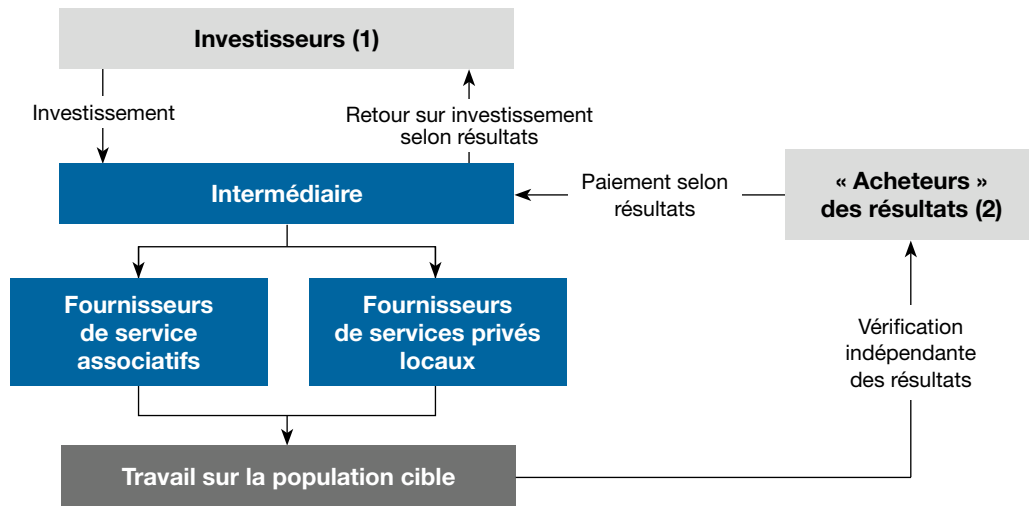 Investisseurs (1)
Investissement
Retour sur investissement
selon résultats
Intermédiaire
Paiement selon
résultats
« Acheteurs »
des résultats (2)
Fournisseurs
de service
associatifs
Fournisseurs
de services privés
locaux
Vérification
indépendante
des résultats
Travail sur la population cible